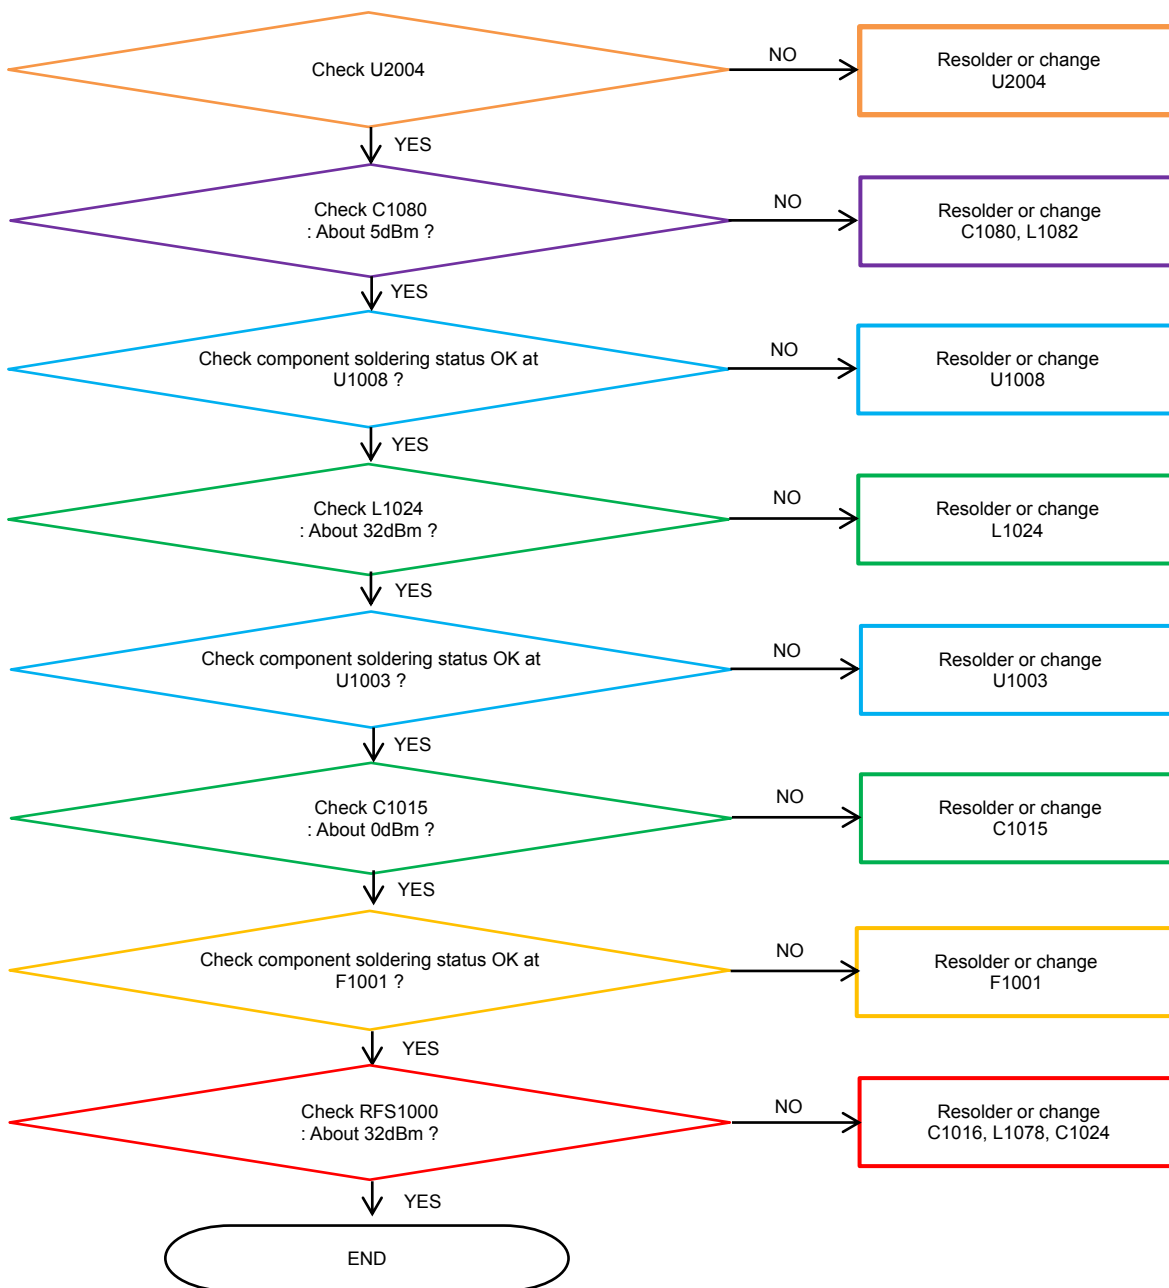 Check U2004
NO
Resolder or change
U2004
YES
Check C1080
: About 5dBm ?
NO
Resolder or change
C1080, L1082
YES
Check component soldering status OK at
U1008 ?
NO
Resolder or change
U1008
YES
Check L1024
: About 32dBm ?
NO
Resolder or change
L1024
YES
Check component soldering status OK at
U1003 ?
NO
Resolder or change
U1003
YES
Check C1015
: About 0dBm ?
NO
Resolder or change
C1015
YES
Check component soldering status OK at
F1001 ?
NO
Resolder or change
F1001
YES
Check RFS1000
: About 32dBm ?
NO
Resolder or change
C1016, L1078, C1024
YES
END